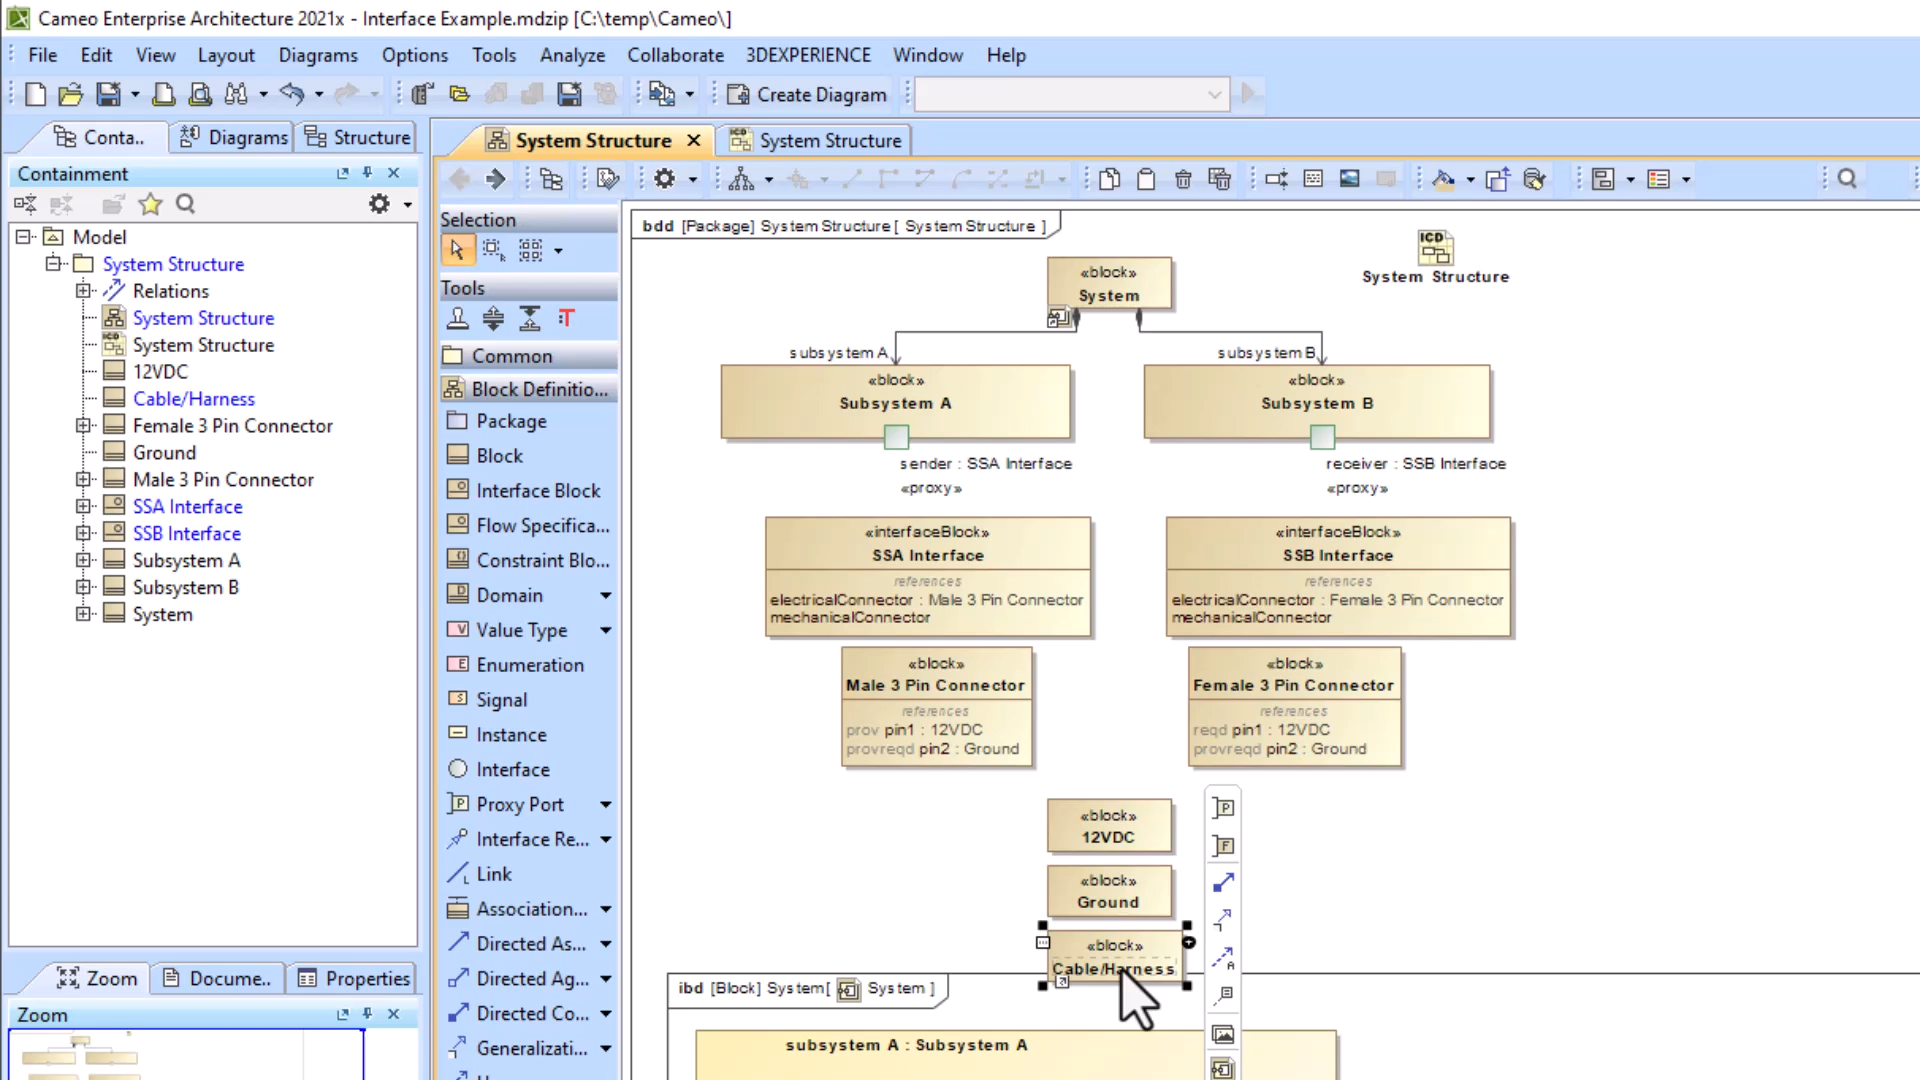 Cameo Enterprise Architecture 2021x - Interface Example.mdzip [C:\temp\Cameo\]
File Edit View Layout Diagrams Options Tools Analyze Collaborate 3DEXPERIENCE Window Help
Create Diagram
Conta.. Diagrams Structure
System Structure
System Structure
Containment
Model
System Structure
Relations
System Structure
System Structure
12VDC
Cable/Harness
Female 3 Pin Connector
Ground
Male 3 Pin Connector
SSA Interface
SSB Interface
Subsystem A
Subsystem B
System
Zoom Docume.. Properties
Zoom
Selection
Tools
Common
Block Definitio...
Package
Block
Interface Block
Flow Specifica...
Constraint Blo...
Domain
Value Type
Enumeration
Signal
Instance
Interface
Proxy Port
Interface Re...
Link
Association...
Directed As...
Directed Ag...
Directed Co...
Generalizati...
bdd [Package] System Structure[ System Structure ]
ICD
System Structure
«block»
System
subsystem A
subsystem B
«block»
Subsystem A
«block»
Subsystem B
sender : SSA Interface
«proxy»
receiver : SSB Interface
«proxy»
«interfaceBlock»
SSA Interface
references
electricalConnector : Male 3 Pin Connector
mechanicalConnector
«interfaceBlock»
SSB Interface
references
electricalConnector : Female 3 Pin Connector
mechanicalConnector
«block»
Male 3 Pin Connector
references
prov pin1 : 12VDC
provreqd pin2 : Ground
«block»
Female 3 Pin Connector
references
reqd pin1 : 12VDC
provreqd pin2 : Ground
«block»
12VDC
«block»
Ground
«block»
Cable/Harness
ibd [Block] System[ System ]
subsystem A : Subsystem A